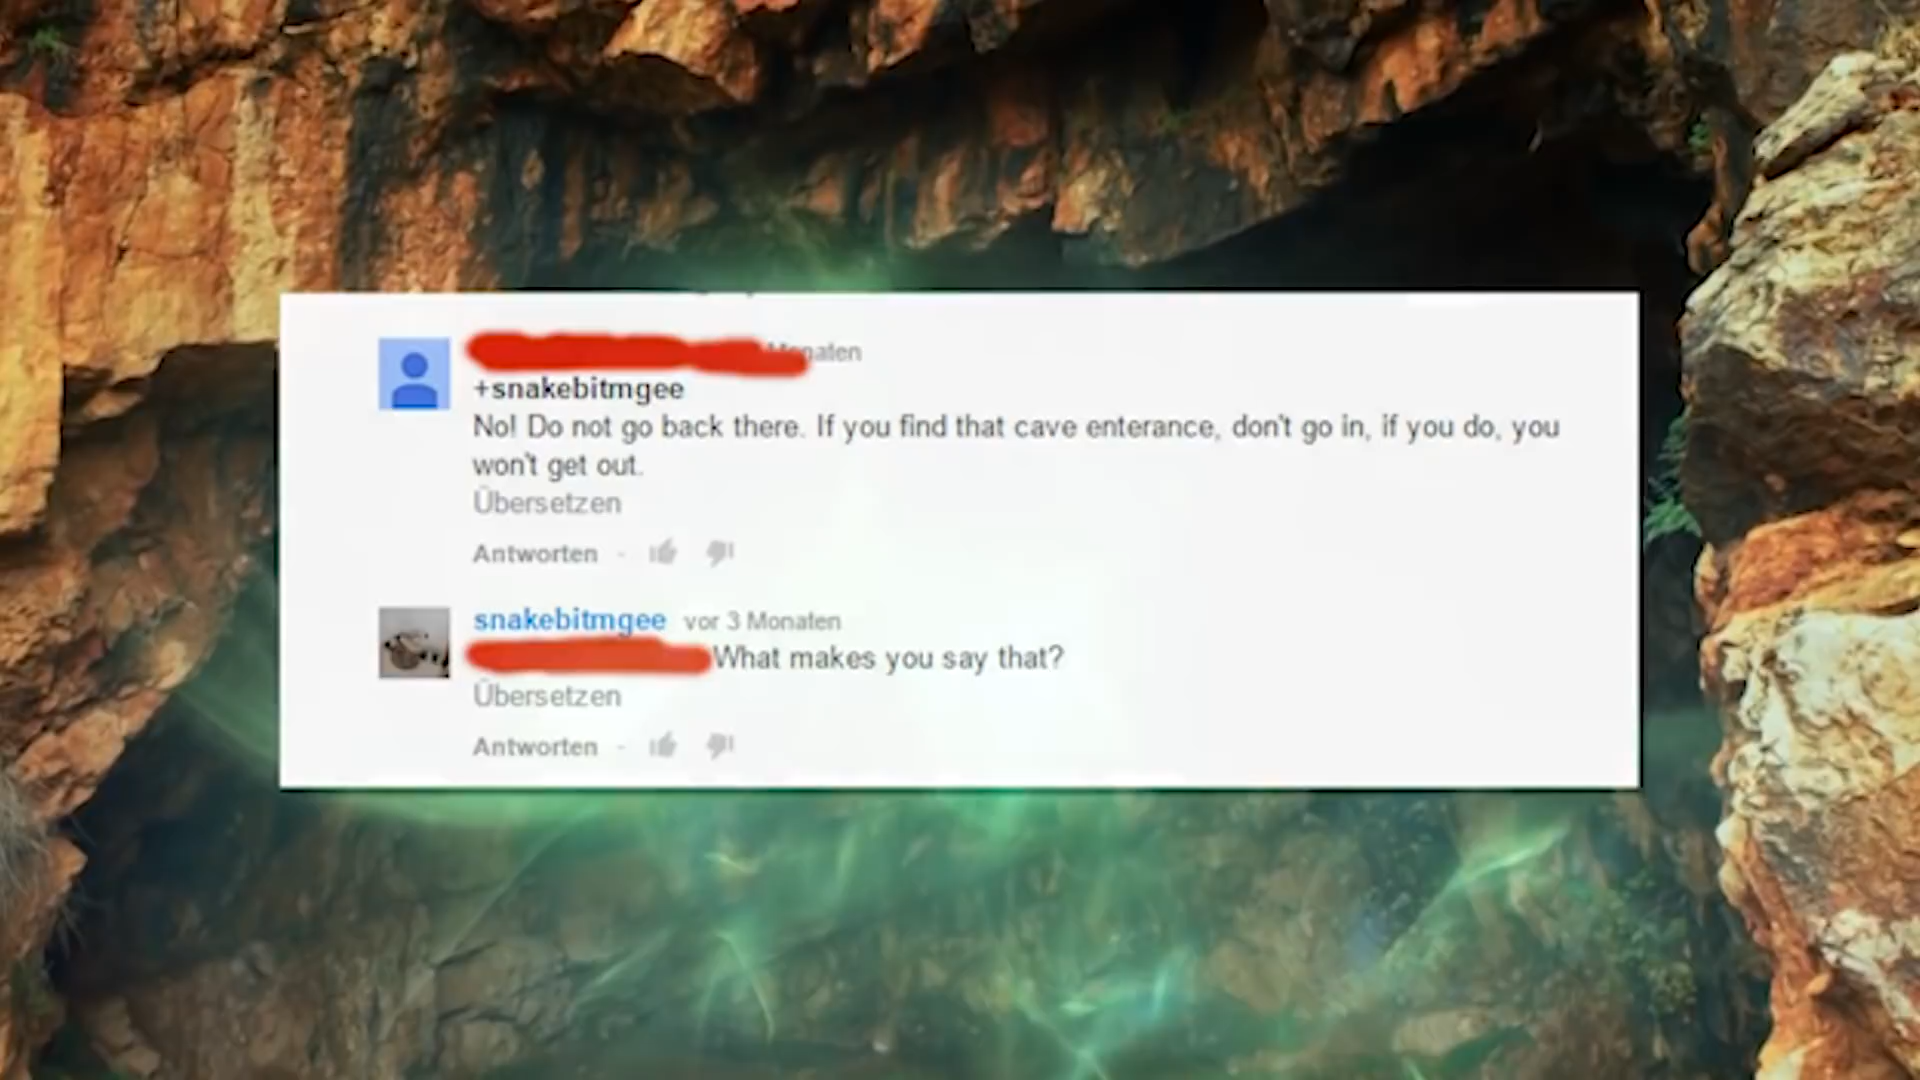 Monaten
+snakebitmgee
No! Do not go back there. If you find that cave enterance, don't go in, if you do, you
won't get out.
Übersetzen
Antworten -
snakebitmgee vor 3 Monaten
What makes you say that?
Übersetzen
Antworten -